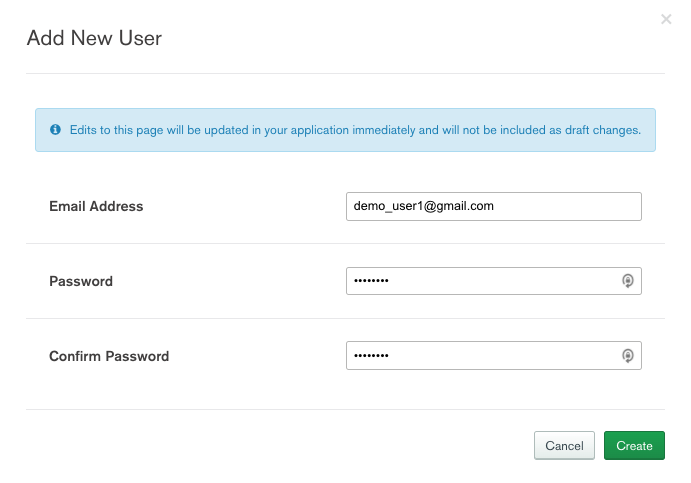 Add New User
Edits to this page will be updated in your application immediately and will not be included as draft changes.
Email Address
demo_user1@gmail.com
Password
••••••••
Confirm Password
••••••••
Cancel
Create